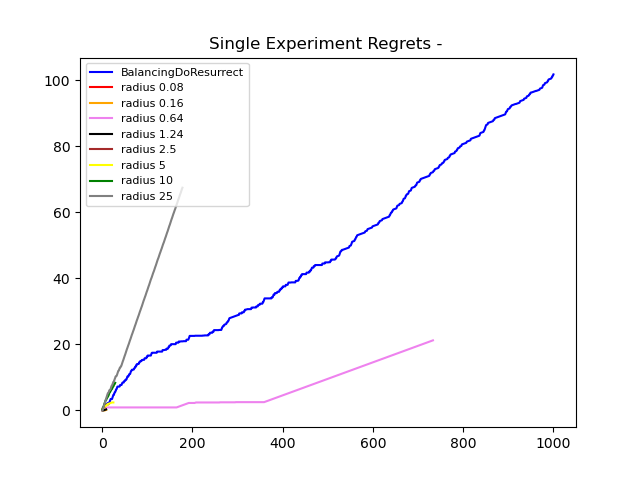 Single Experiment Regrets -
BalancingDoResurrect
radius 0.08
radius 0.16
radius 0.64
radius 1.24
radius 2.5
radius 5
radius 10
radius 25
100
80
60
40
20
0
0 200 400 600 800 1000